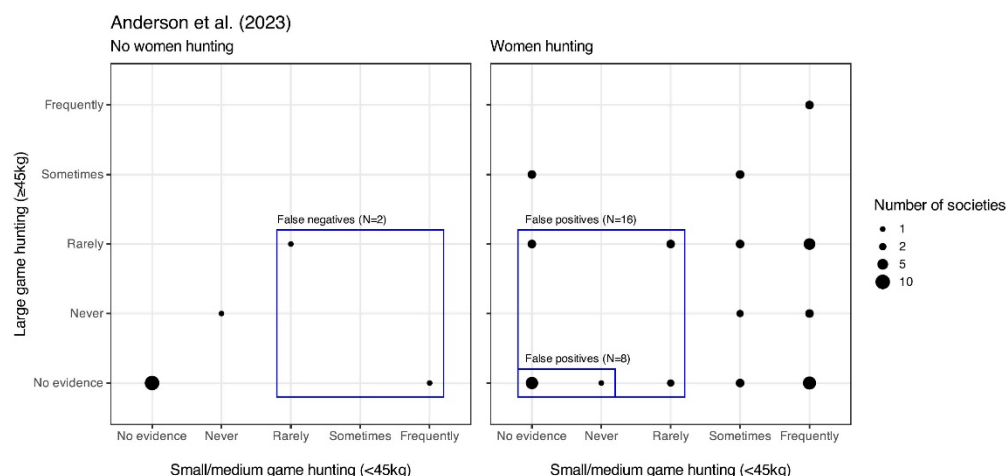 Anderson et al. (2023)
No women hunting
Women hunting
Large game hunting (≥45kg)
Frequently
Sometimes
Rarely
Never
No evidence
False negatives (N=2)
False positives (N=16)
False positives (N=8)
No evidence Never Rarely Sometimes Frequently
No evidence Never Rarely Sometimes Frequently
Small/medium game hunting (<45kg)
Small/medium game hunting (<45kg)
Number of societies
1
2
5
10